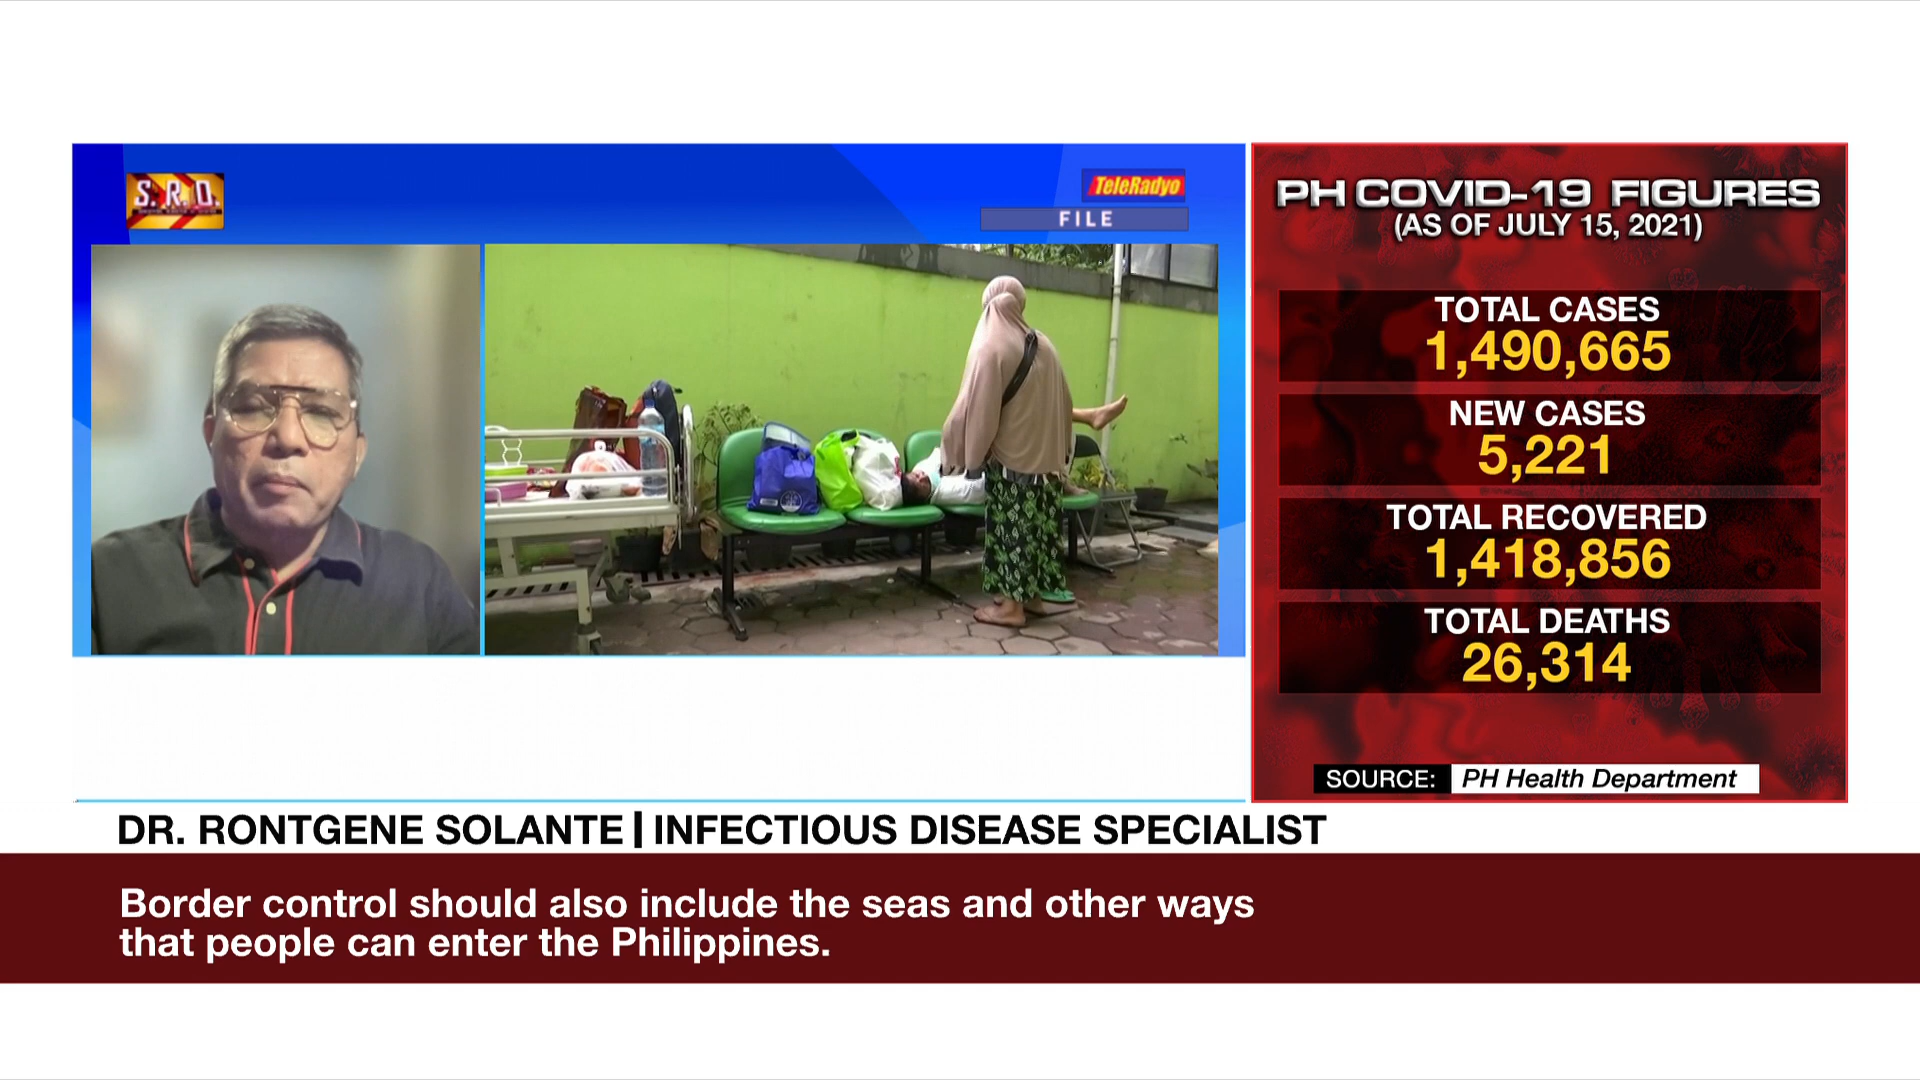 S.R.O.
TeleRadyo
FILE
PH COVID-19 FIGURES
(AS OF JULY 15, 2021)
TOTAL CASES
1,490,665
NEW CASES
5,221
TOTAL RECOVERED
1,418,856
TOTAL DEATHS
26,314
SOURCE: PH Health Department
DR. RONTGENE SOLANTE | INFECTIOUS DISEASE SPECIALIST
Border control should also include the seas and other ways
that people can enter the Philippines.